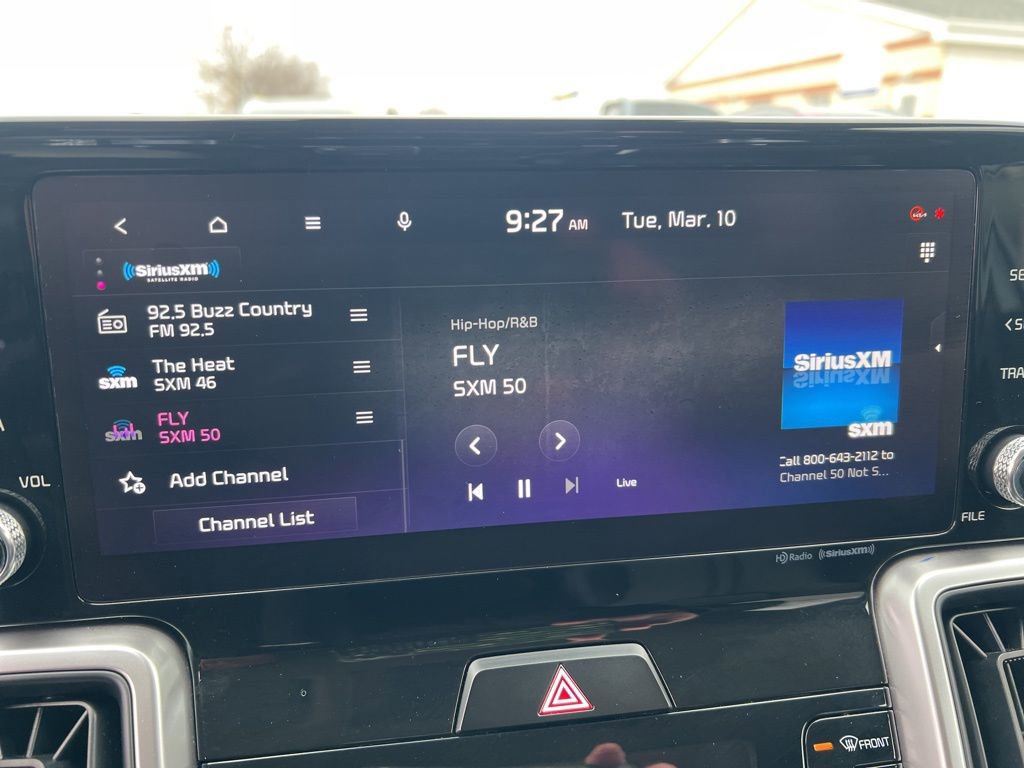 9:27 AM Tue, Mar. 10
((SiriusXM))
SATELLITE RADIO
92.5 Buzz Country
FM 92.5
The Heat
SXM 46
sxm
FLY
SXM 50
sxm
Add Channel
Channel List
Hip-Hop/R&B
FLY
SXM 50
Live
SiriusXM
sxm
Call 800-643-2112 to
Channel 50 Not S...
HD Radio ((SiriusXM))
VOL
FILE
FRONT